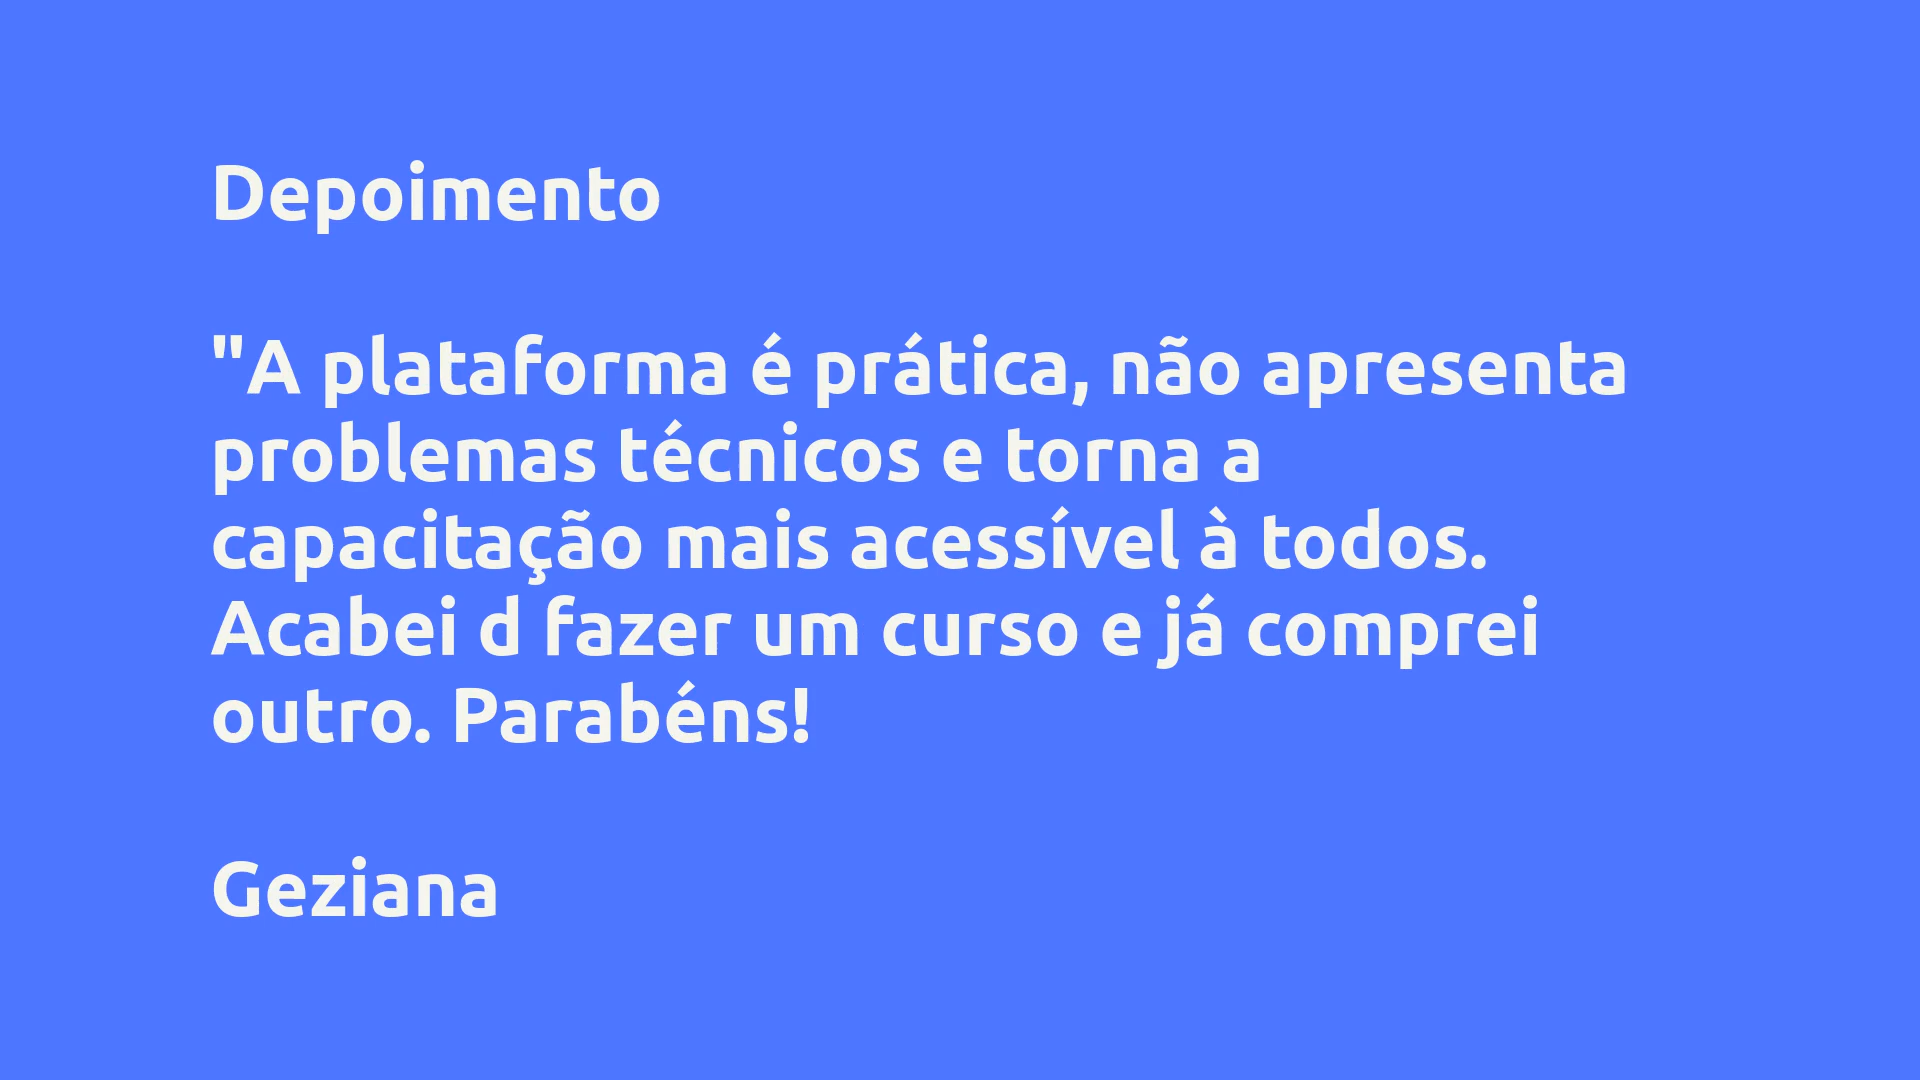 Depoimento
"A plataforma é prática, não apresenta
problemas técnicos e torna a
capacitação mais acessível à todos.
Acabei d fazer um curso e já comprei
outro. Parabéns!
Geziana